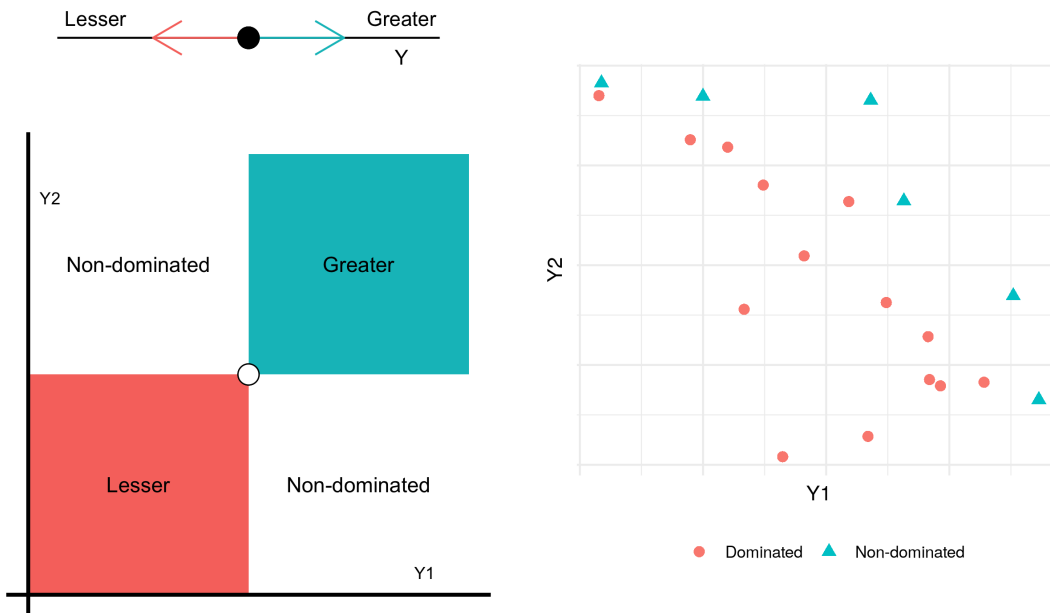 Lesser
Greater
Y
Y2
Non-dominated
Greater
Lesser
Non-dominated
Y1
Y2
Y1
Dominated
Non-dominated